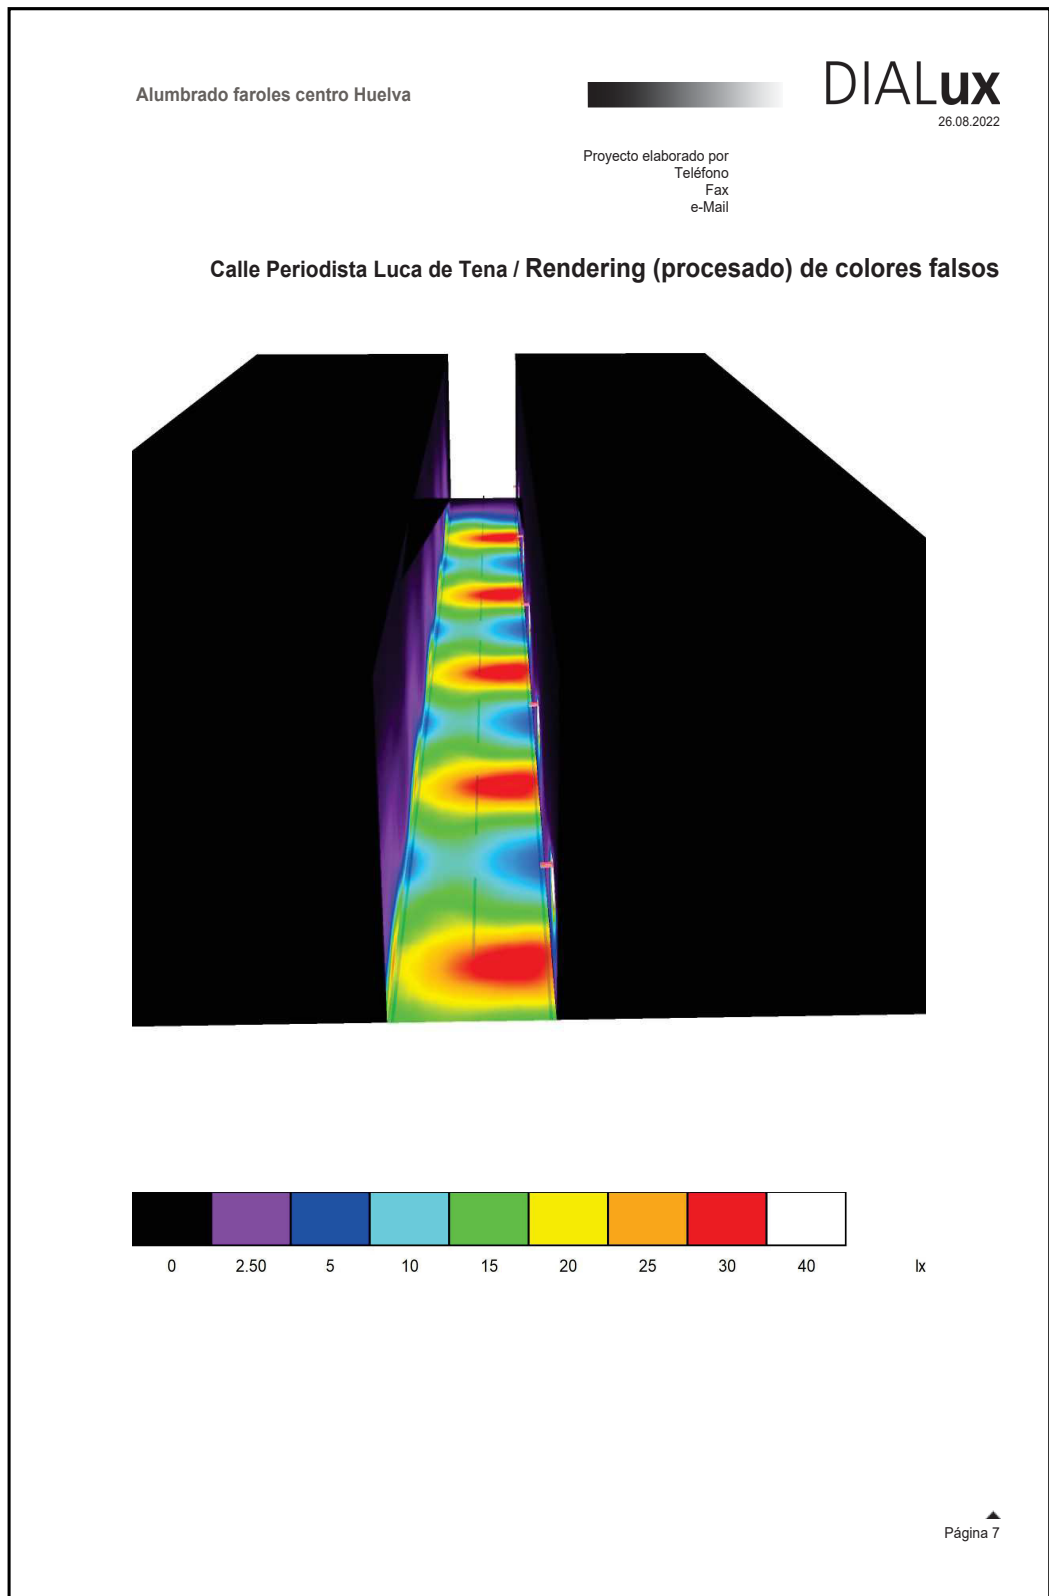 Alumbrado faroles centro Huelva
DIALux
26.08.2022
Proyecto elaborado por
Teléfono
Fax
e-Mail
Calle Periodista Luca de Tena / Rendering (procesado) de colores falsos
0 2.50 5 10 15 20 25 30 40 lx
Página 7